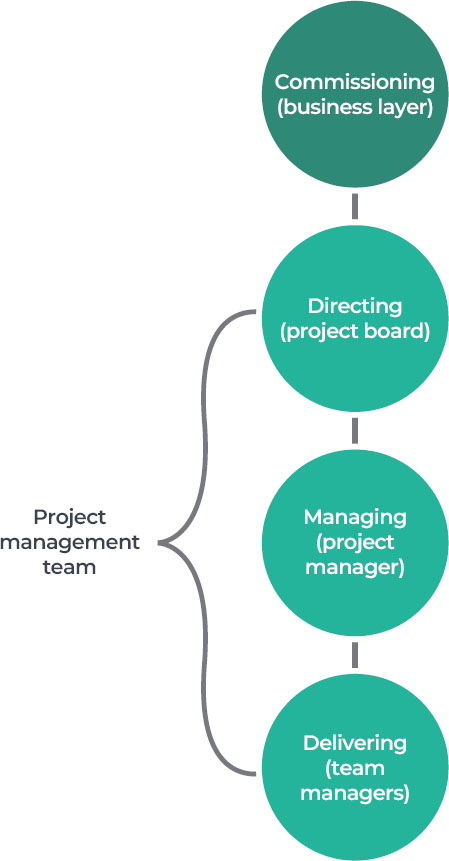 Commissioning
(business layer)
Directing
(project board)
Project
management
team
Managing
(project
manager)
Delivering
(team
managers)